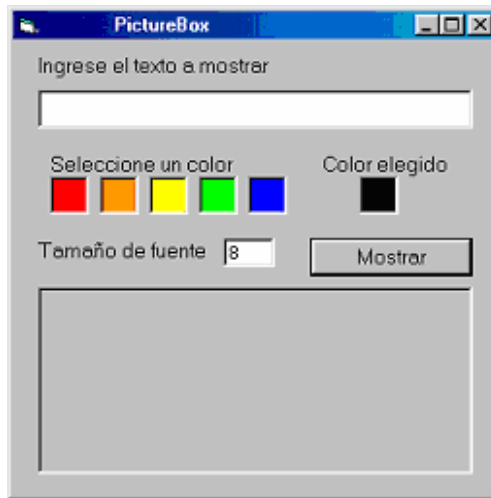 PictureBox
Ingrese el texto a mostrar
Seleccione un color Color elegido
Tamaño de fuente 8 Mostrar